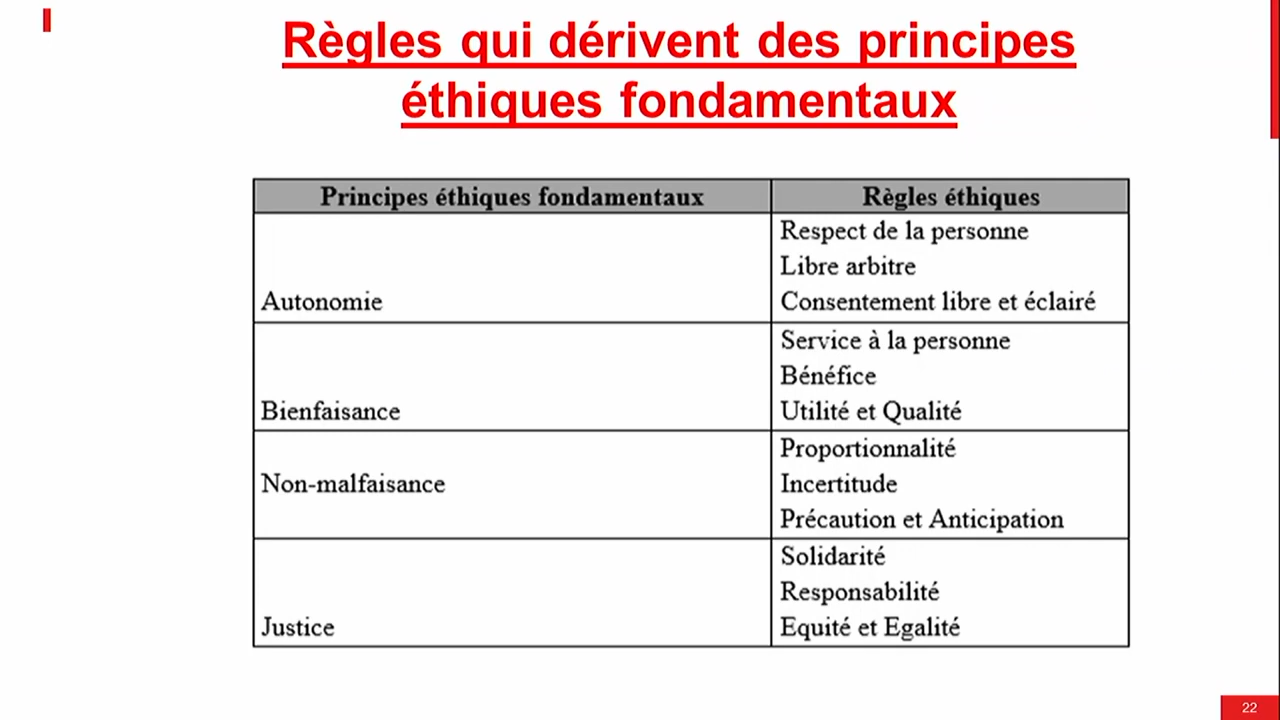 Règles qui dérivent des principes
éthiques fondamentaux
Principes éthiques fondamentaux
Règles éthiques
Autonomie
Respect de la personne
Libre arbitre
Consentement libre et éclairé
Bienfaisance
Service à la personne
Bénéfice
Utilité et Qualité
Non-malfaisance
Proportionnalité
Incertitude
Précaution et Anticipation
Justice
Solidarité
Responsabilité
Equité et Egalité
22